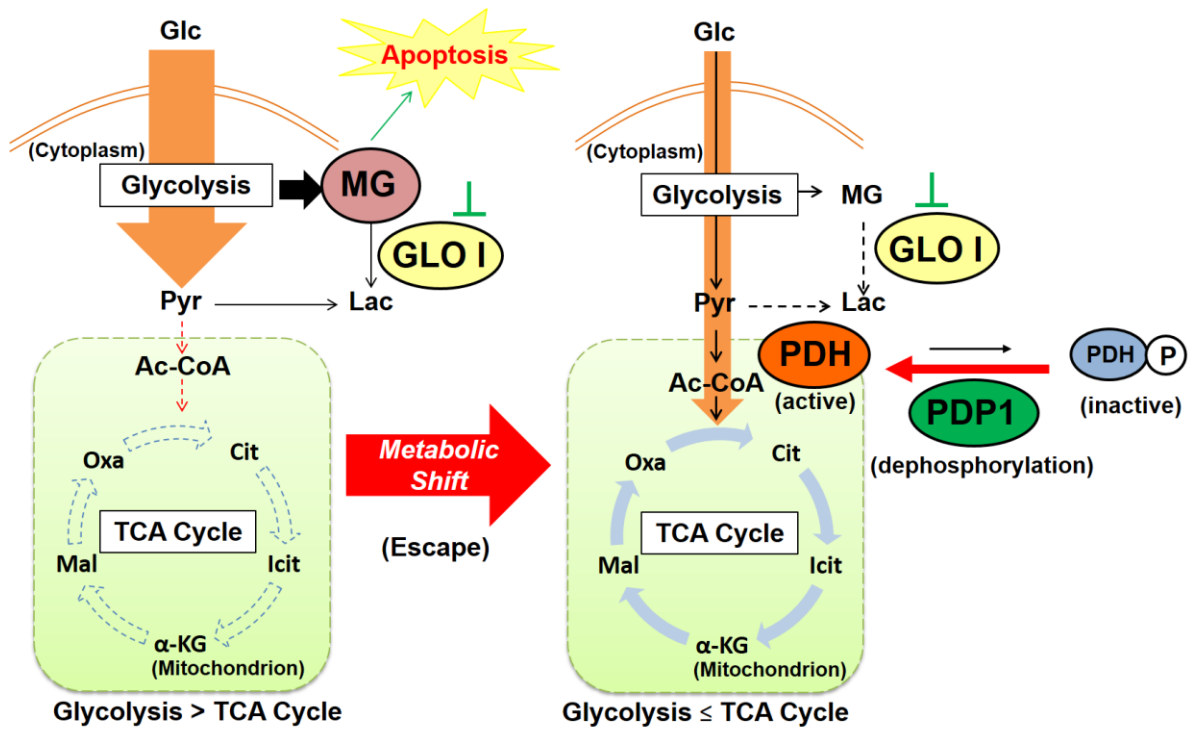 Glc
Apoptosis
(Cytoplasm)
Glycolysis
MG
GLO I
Pyr
Lac
Ac-CoA
Oxa
Cit
TCA Cycle
Mal
Icit
α-KG
(Mitochondrion)
Glycolysis > TCA Cycle
Metabolic
Shift
(Escape)
Glc
(Cytoplasm)
Glycolysis
MG
GLO I
Pyr
Lac
PDH
(active)
Ac-CoA
PDH
P
(inactive)
PDP1
(dephosphorylation)
Oxa
Cit
TCA Cycle
Mal
Icit
α-KG
(Mitochondrion)
Glycolysis ≤ TCA Cycle